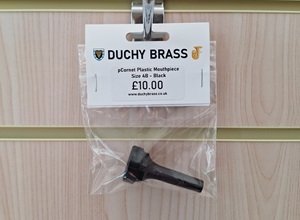 DUCHY BRASS
pCornet Plastic Mouthpiece
Size 4B - Black
£10.00
www.duchybrass.co.uk